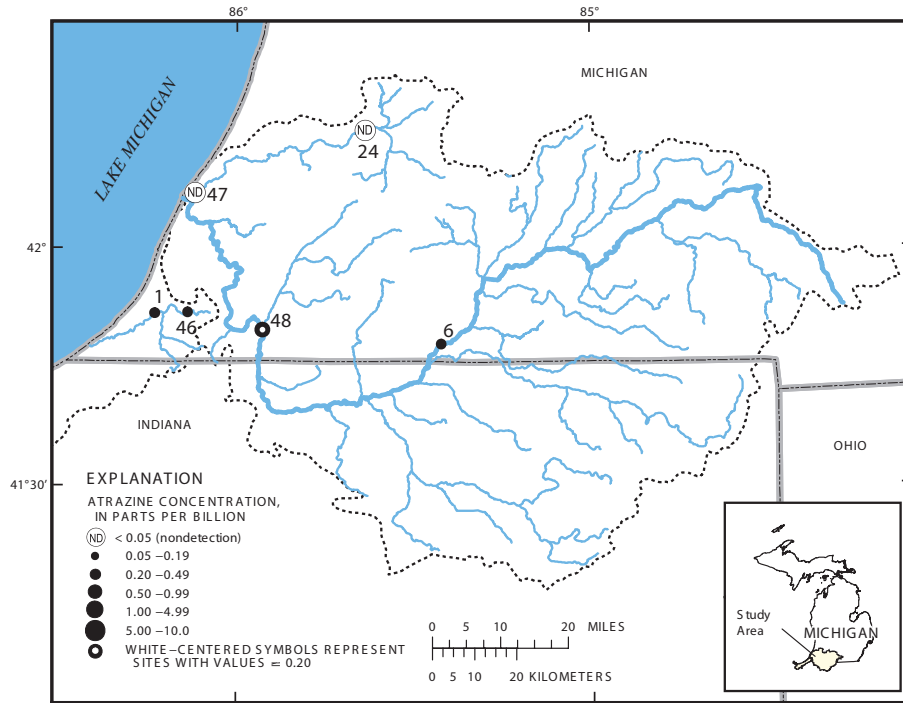 86°
85°
MICHIGAN
LAKE MICHIGAN
ND
24
ND
47
42°
1
46
48
6
INDIANA
OHIO
41°30'
EXPLANATION
ATRAZINE CONCENTRATION,
IN PARTS PER BILLION
ND < 0.05 (nondetection)
0.05 –0.19
0.20 –0.49
0.50 –0.99
1.00 –4.99
5.00 –10.0
WHITE–CENTERED SYMBOLS REPRESENT
SITES WITH VALUES = 0.20
0 5 10 20 MILES
0 5 10 20 KILOMETERS
Study
Area
MICHIGAN